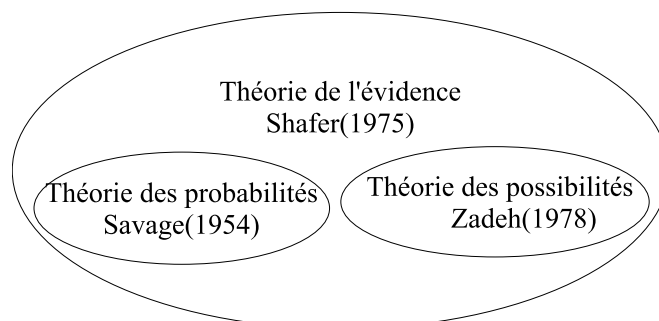 Théorie de l'évidence
Shafer(1975)
Théorie des probabilités
Savage(1954)
Théorie des possibilités
Zadeh(1978)